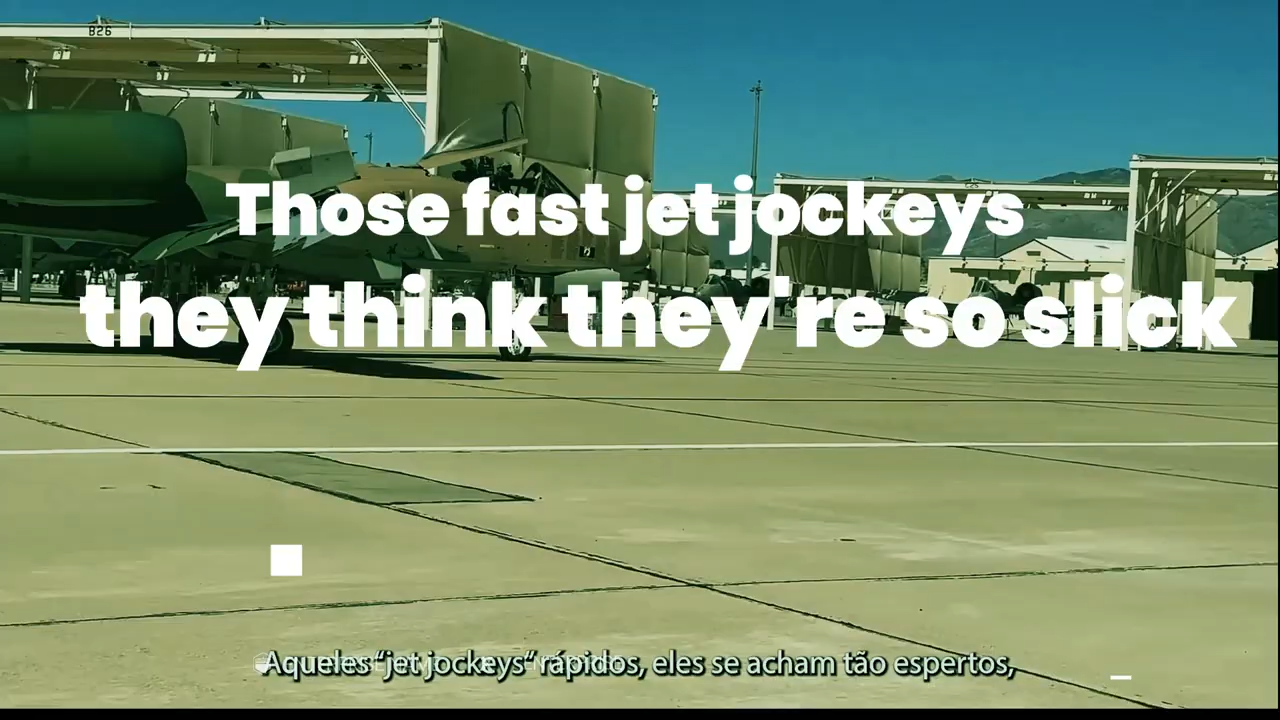 B26
Those fast jet jockeys
they think they're so slick
Aqueles “jet jockeys“ rápidos, eles se acham tão espertos,